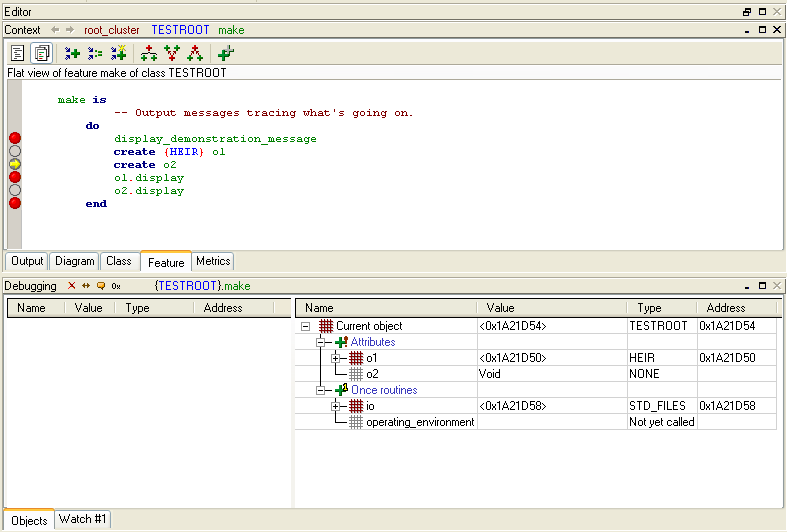 Editor
Context root_cluster TESTROOT make
Flat view of feature make of class TESTROOT
make is
-- Output messages tracing what's going on.
do
display_demonstration_message
create {HEIR} o1
create o2
o1.display
o2.display
end
Output Diagram Class Feature Metrics
Debugging 0x {TESTROOT}.make
Name Value Type Address
Name Value Type Address
Current object <0x1A21D54> TESTROOT 0x1A21D54
Attributes
o1 <0x1A21D50> HEIR 0x1A21D50
o2 Void NONE
Once routines
io <0x1A21D58> STD_FILES 0x1A21D58
operating_environment Not yet called
Objects Watch #1